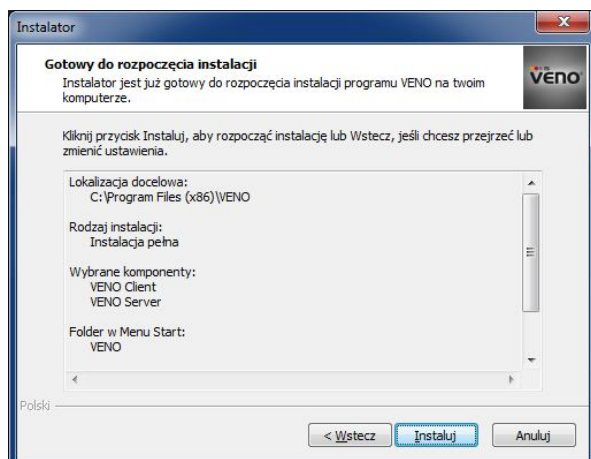 Instalator
Gotowy do rozpoczęcia instalacji
Instalator jest już gotowy do rozpoczęcia instalacji programu VENO na twoim
komputerze.
veno
Kliknij przycisk Instaluj, aby rozpocząć instalację lub Wstecz, jeśli chcesz przejrzeć lub
zmienić ustawienia.
Lokalizacja docelowa:
C:\Program Files (x86)\VENO
Rodzaj instalacji:
Instalacja pełna
Wybrane komponenty:
VENO Client
VENO Server
Folder w Menu Start:
VENO
Polski
< Wstecz
Instaluj
Anuluj